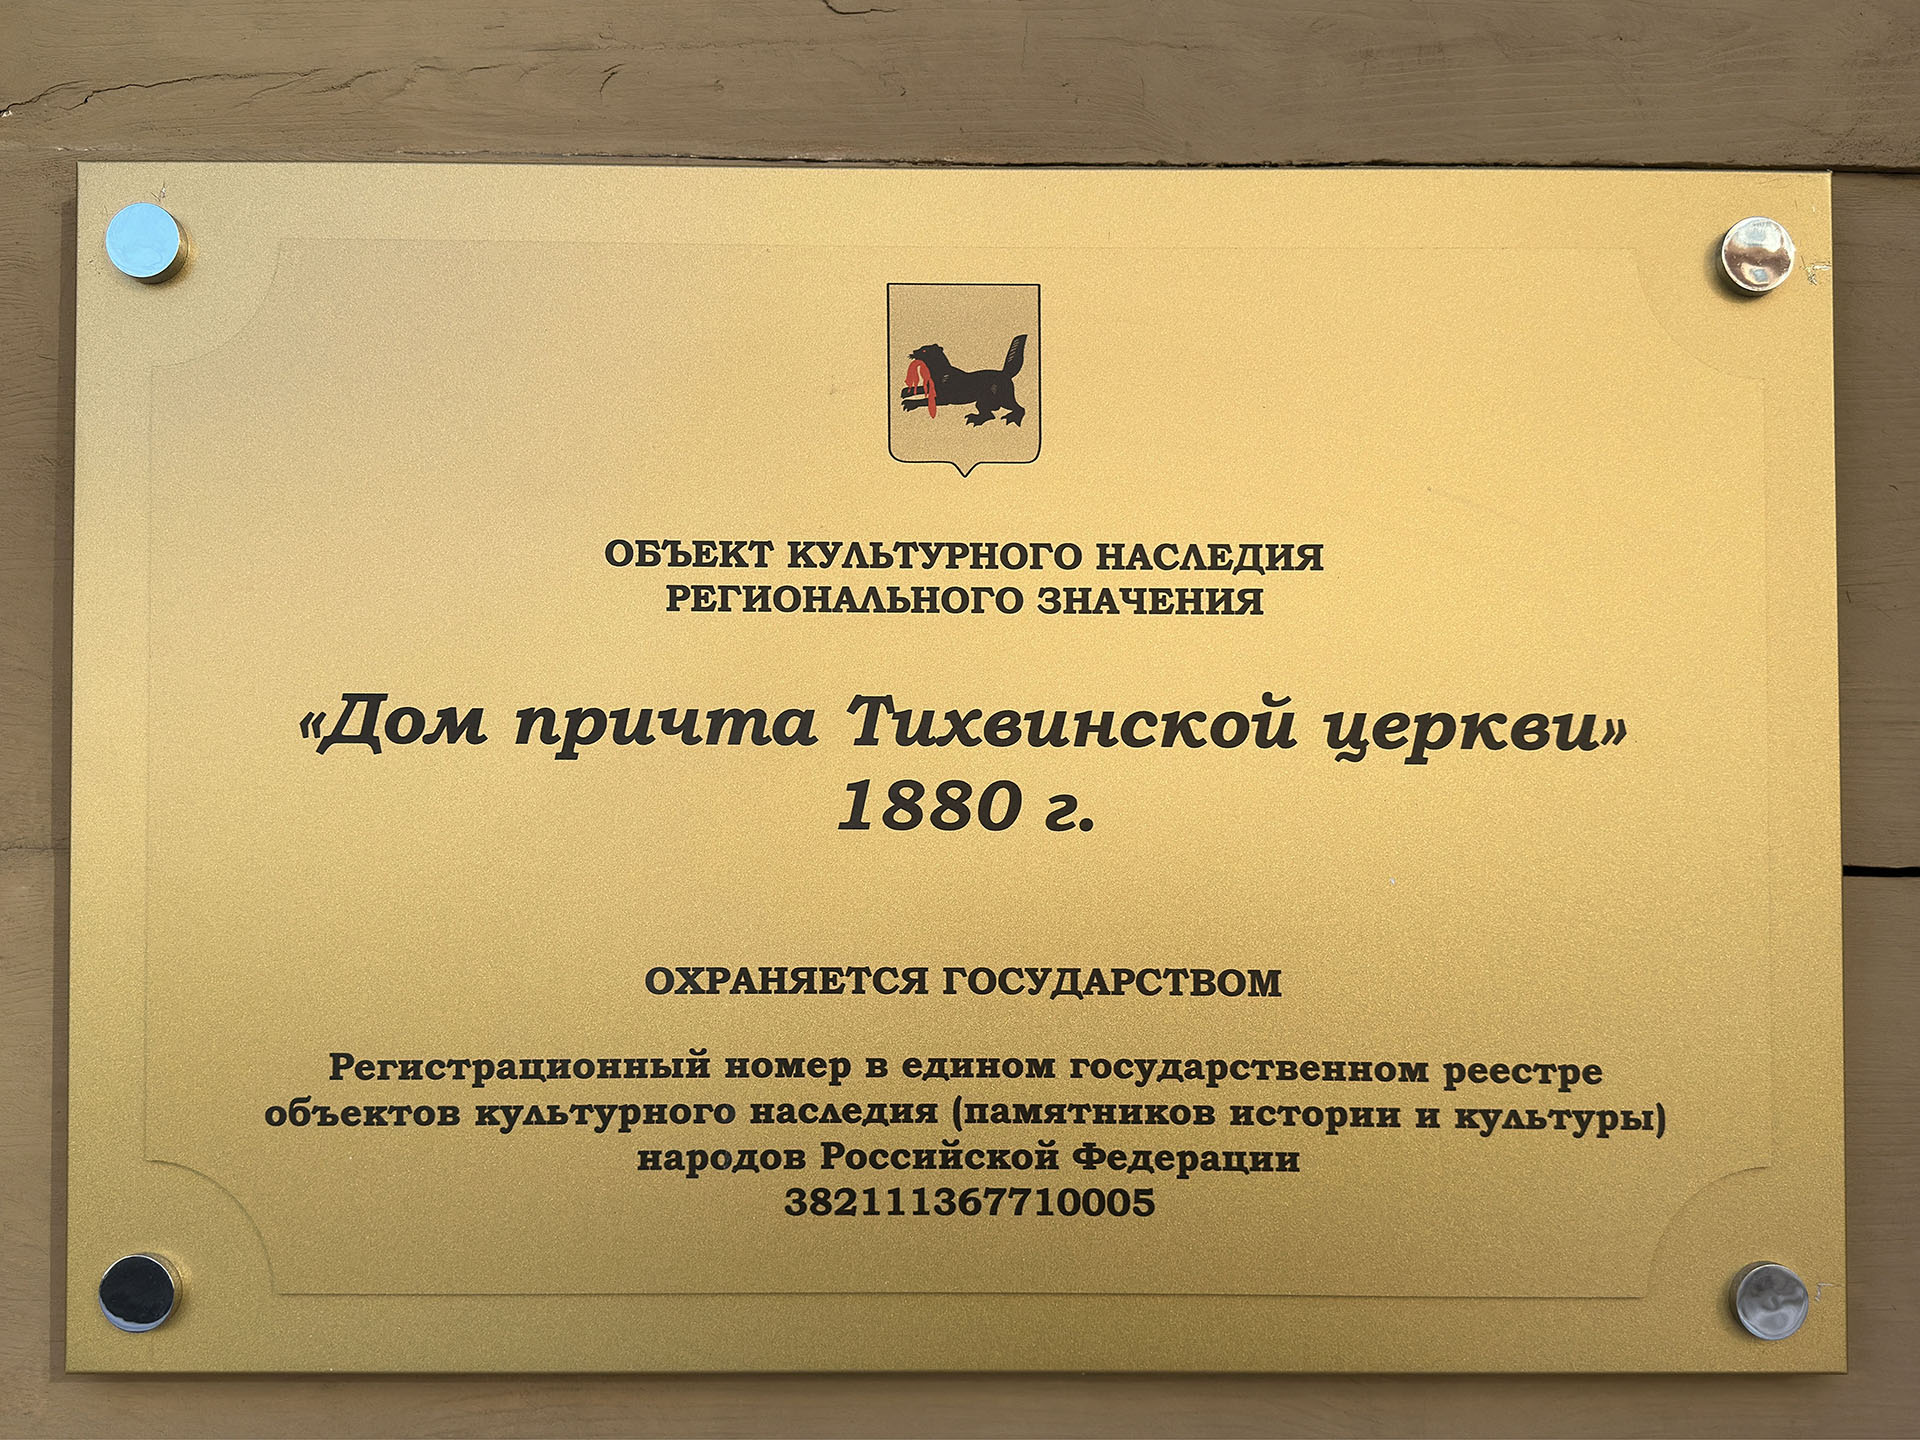 ОБЪЕКТ КУЛЬТУРНОГО НАСЛЕДИЯ
РЕГИОНАЛЬНОГО ЗНАЧЕНИЯ
«Дом причта Тихвинской церкви»
1880 г.
ОХРАНЯЕТСЯ ГОСУДАРСТВОМ
Регистрационный номер в едином государственном реестре
объектов культурного наследия (памятников истории и культуры)
народов Российской Федерации
382111367710005